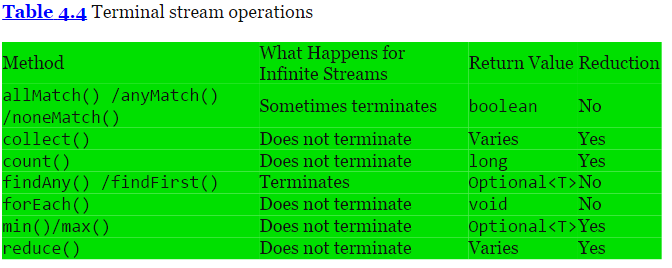 Table 4.4 Terminal stream operations
Method What Happens for Infinite Streams Return Value Reduction
allMatch() /anyMatch() /noneMatch() Sometimes terminates boolean No
collect() Does not terminate Varies Yes
count() Does not terminate long Yes
findAny() /findFirst() Terminates Optional<T> No
forEach() Does not terminate void No
min()/max() Does not terminate Optional<T> Yes
reduce() Does not terminate Varies Yes